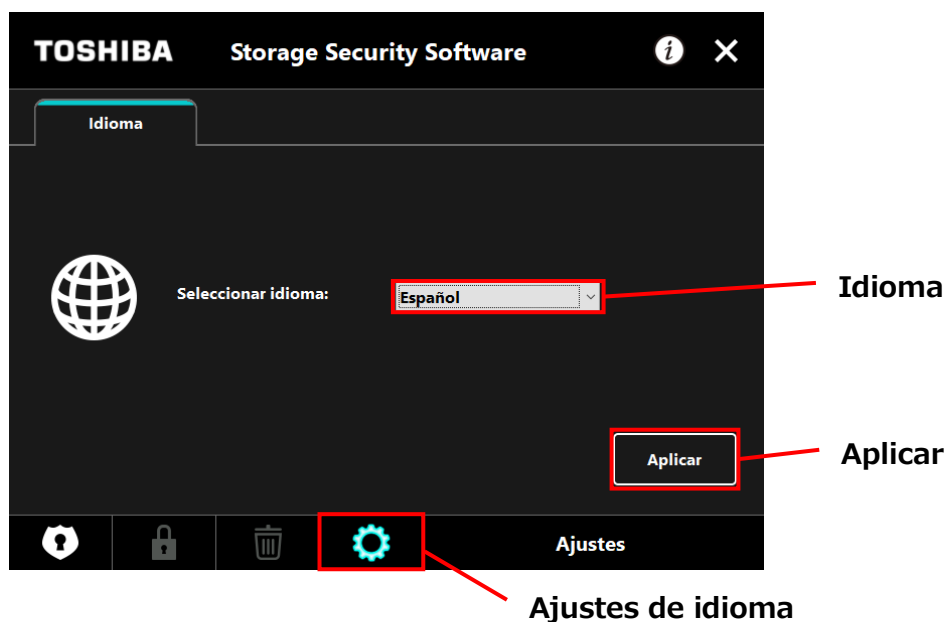 TOSHIBA Storage Security Software
Idioma
Seleccionar idioma: Español
Idioma
Aplicar
Aplicar
Ajustes
Ajustes de idioma